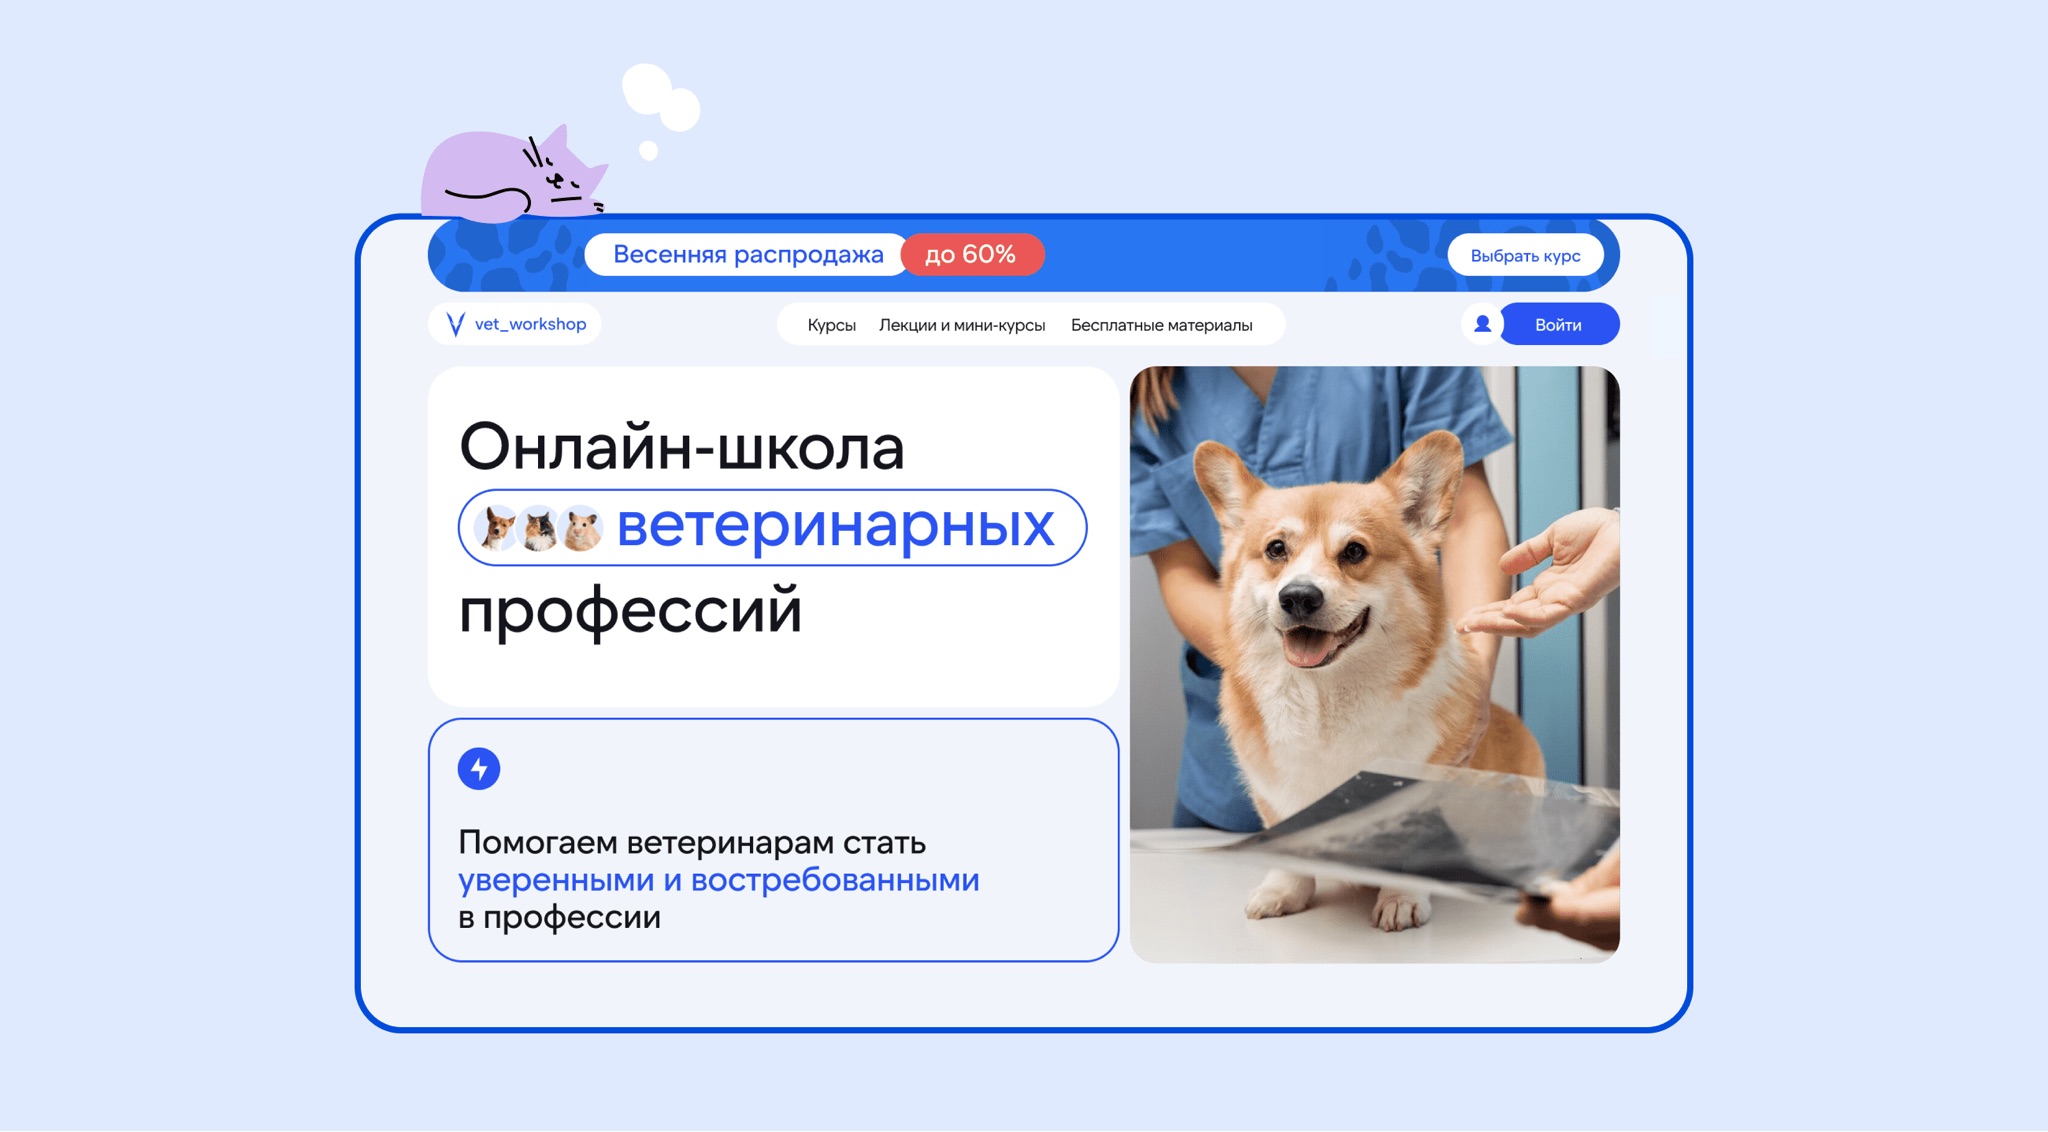 Весенняя распродажа до 60% Выбрать курс
vet_workshop Курсы Лекции и мини-курсы Бесплатные материалы Войти
Онлайн-школа
ветеринарных
профессий
Помогаем ветеринарам стать
уверенными и востребованными
в профессии